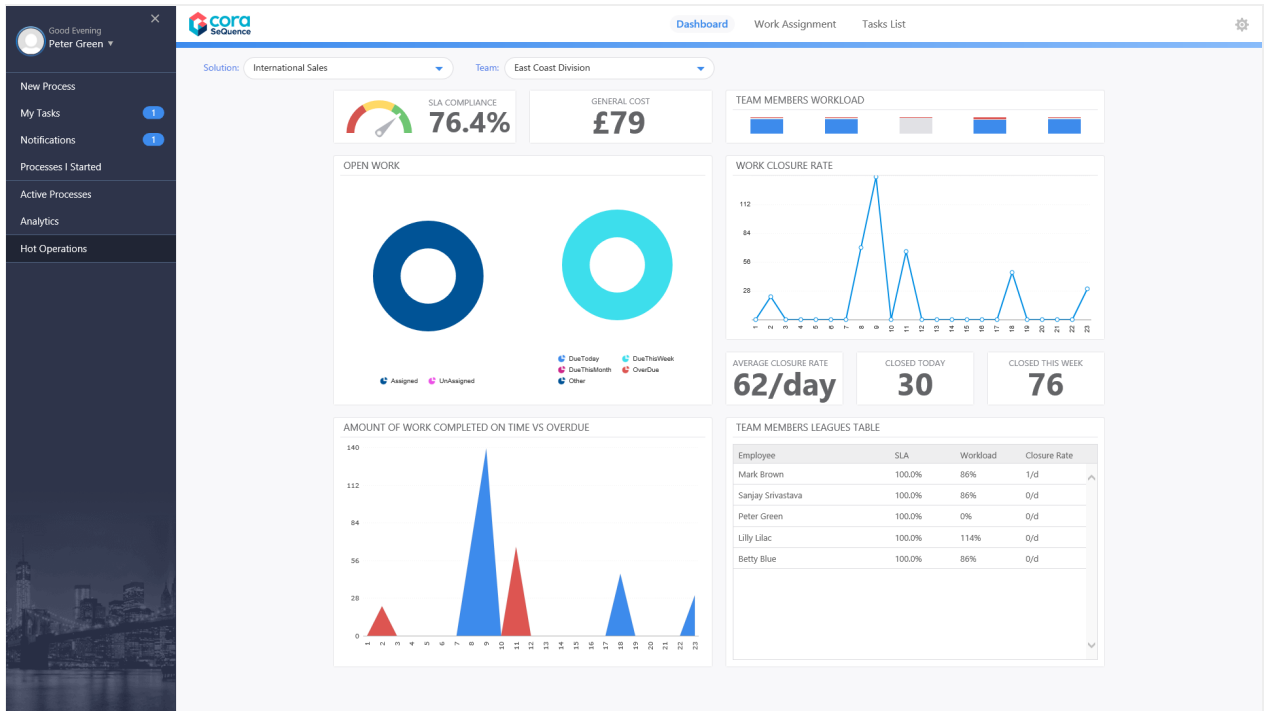 ×
Good Evening
Peter Green ▼
New Process
My Tasks 1
Notifications 1
Processes I Started
Active Processes
Analytics
Hot Operations
cora
SeQuence
Dashboard Work Assignment Tasks List
Solution: International Sales Team: East Coast Division
SLA COMPLIANCE
76.4%
GENERAL COST
£79
TEAM MEMBERS WORKLOAD
OPEN WORK
Assigned UnAssigned
DueToday DueThisWeek
DueThisMonth OverDue
Other
WORK CLOSURE RATE
112
84
56
28
1 2 3 4 5 6 7 8 9 10 11 12 13 14 15 16 17 18 19 20 21 22 23
AVERAGE CLOSURE RATE
62/day
CLOSED TODAY
30
CLOSED THIS WEEK
76
AMOUNT OF WORK COMPLETED ON TIME VS OVERDUE
140
112
84
56
28
0
1 2 3 4 5 6 7 8 9 10 11 12 13 14 15 16 17 18 19 20 21 22 23
TEAM MEMBERS LEAGUES TABLE
Employee SLA Workload Closure Rate
Mark Brown 100.0% 86% 1/d
Sanjay Srivastava 100.0% 86% 0/d
Peter Green 100.0% 0% 0/d
Lilly Lilac 100.0% 114% 0/d
Betty Blue 100.0% 86% 0/d